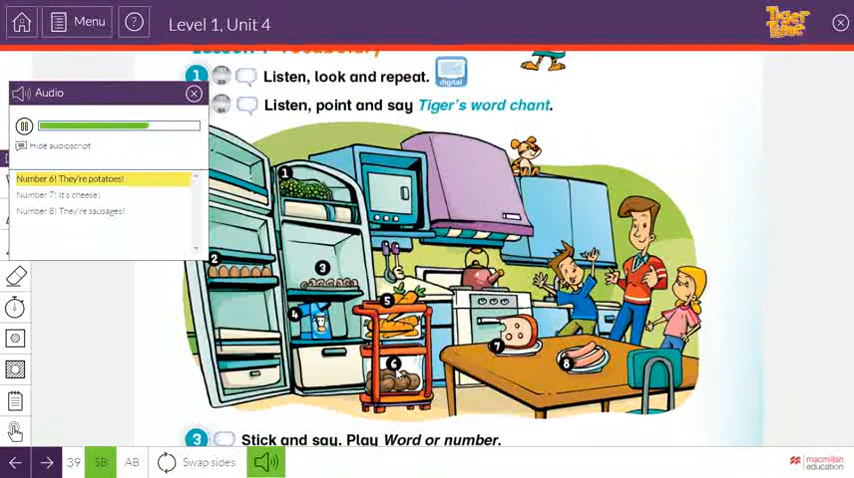 Menu
?
Level 1, Unit 4
Tiger
Time
1 Listen, look and repeat.
digital
Listen, point and say Tiger's word chant.
Audio
Hide audioscript
Number 6! They're potatoes!
Number 7! It's cheese!
Number 8! They're sausages!
1
2
3
4
5
6
7
8
3 Stick and say. Play Word or number.
39 SB AB Swap sides
macmillan
education